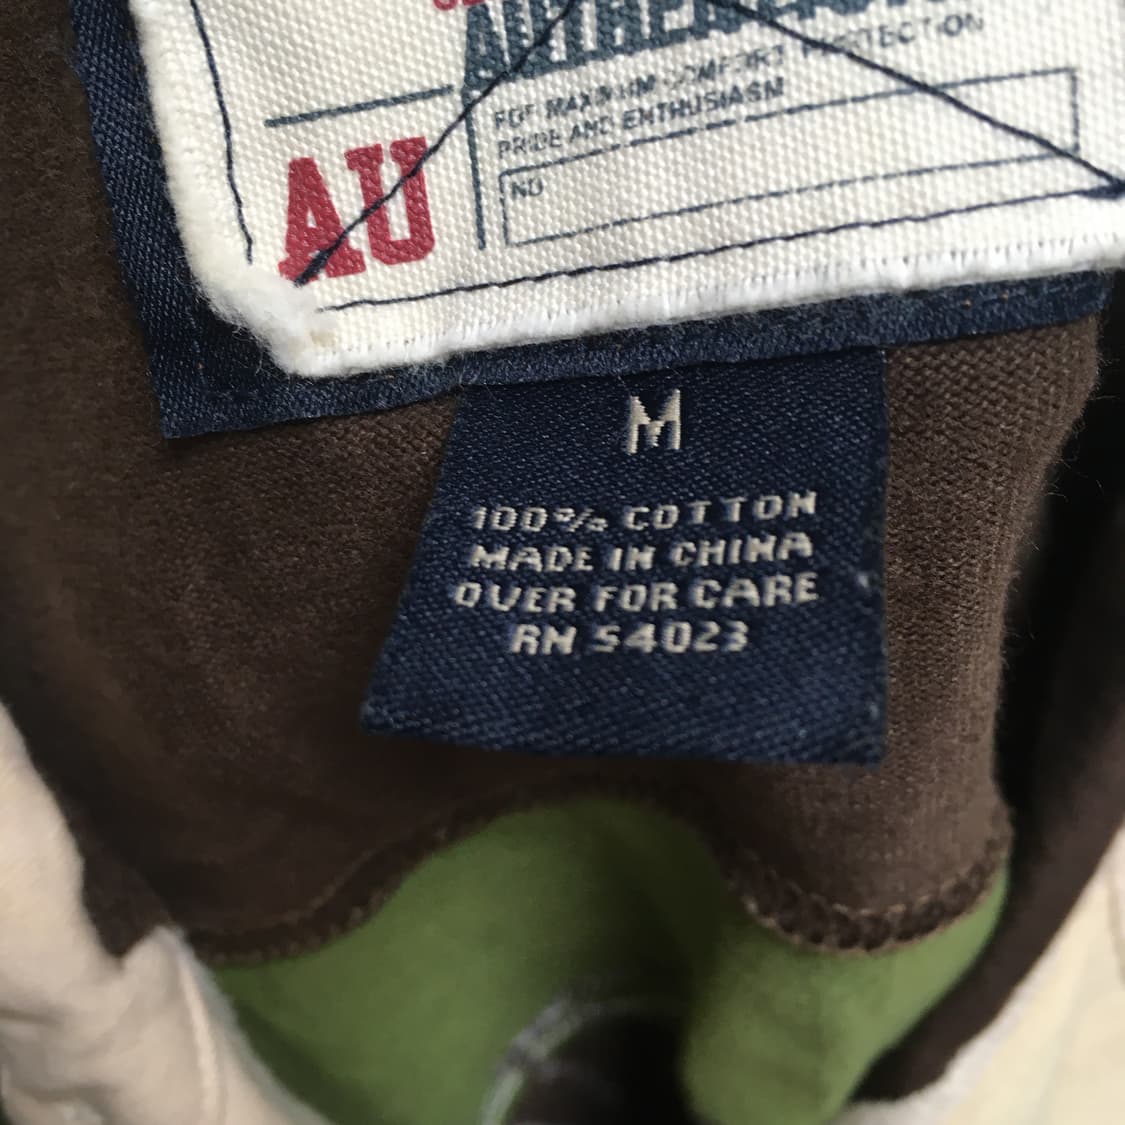 FOR MAXIMUM COMFORT PROTECTION
PRIDE AND ENTHUSIASM
AU
NO
M
100% COTTON
MADE IN CHINA
OVER FOR CARE
RN 54023